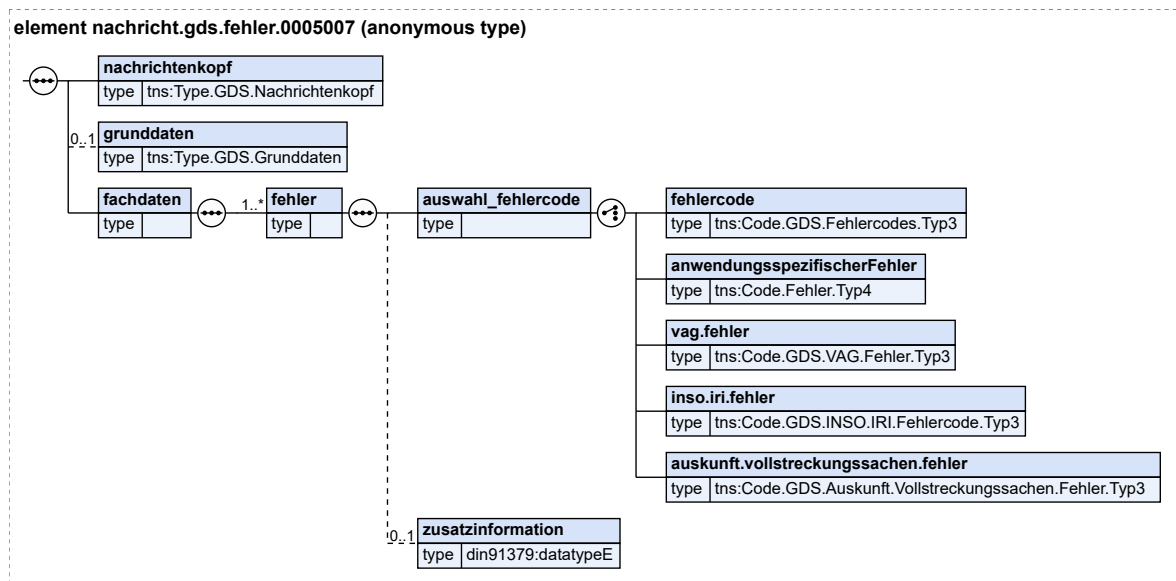 element nachricht.gds.fehler.0005007 (anonymous type)
nachrichtenkopf
type tns:Type.GDS.Nachrichtenkopf
0..1 grunddaten
type tns:Type.GDS.Grunddaten
fachdaten 1..* fehler auswahl_fehlercode fehlercode
type type type type tns:Code.GDS.Fehlercodes.Typ3
anwendungsspezifischerFehler
type tns:Code.Fehler.Typ4
vag.fehler
type tns:Code.GDS.VAG.Fehler.Typ3
inso.iri.fehler
type tns:Code.GDS.INSO.IRI.Fehlercode.Typ3
auskunft.vollstreckungssachen.fehler
type tns:Code.GDS.Auskunft.Vollstreckungssachen.Fehler.Typ3
0..1 zusatzinformation
type din91379:datatypeE